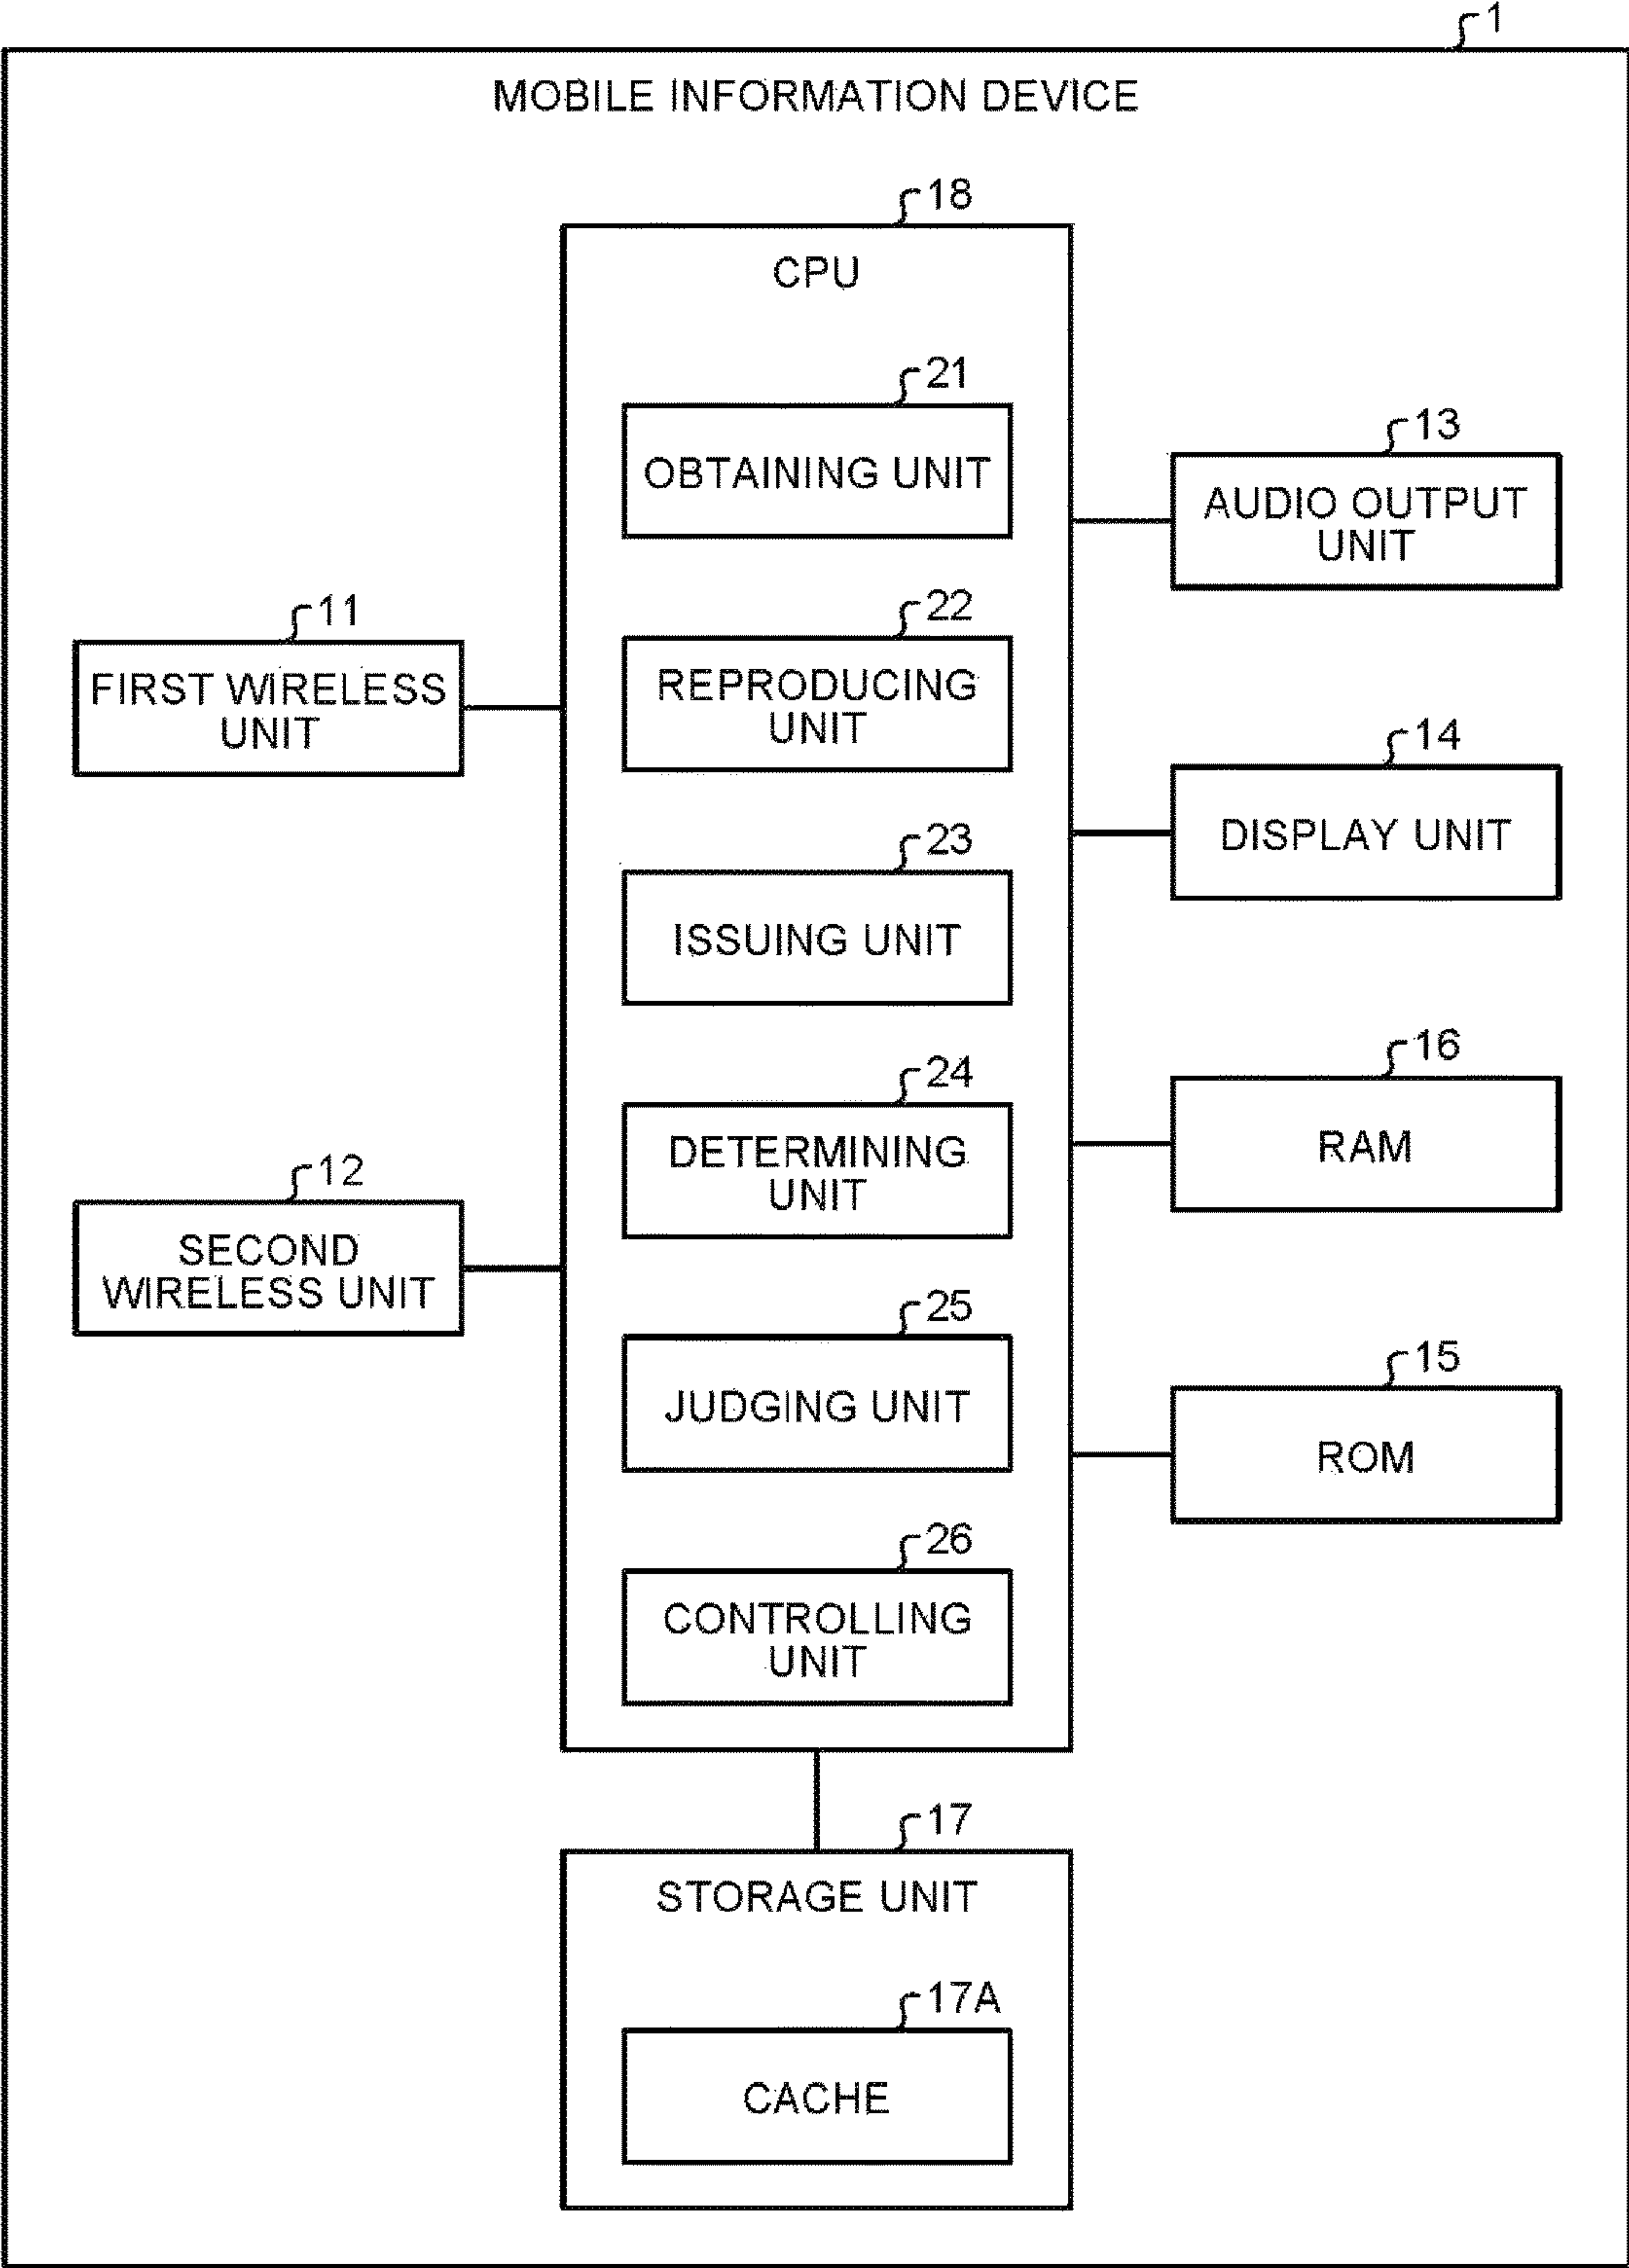 1
MOBILE INFORMATION DEVICE
18
CPU
21
OBTAINING UNIT
22
REPRODUCING
UNIT
23
ISSUING UNIT
24
DETERMINING
UNIT
25
JUDGING UNIT
26
CONTROLLING
UNIT
11
FIRST WIRELESS
UNIT
12
SECOND
WIRELESS UNIT
13
AUDIO OUTPUT
UNIT
14
DISPLAY UNIT
16
RAM
15
ROM
17
STORAGE UNIT
17A
CACHE